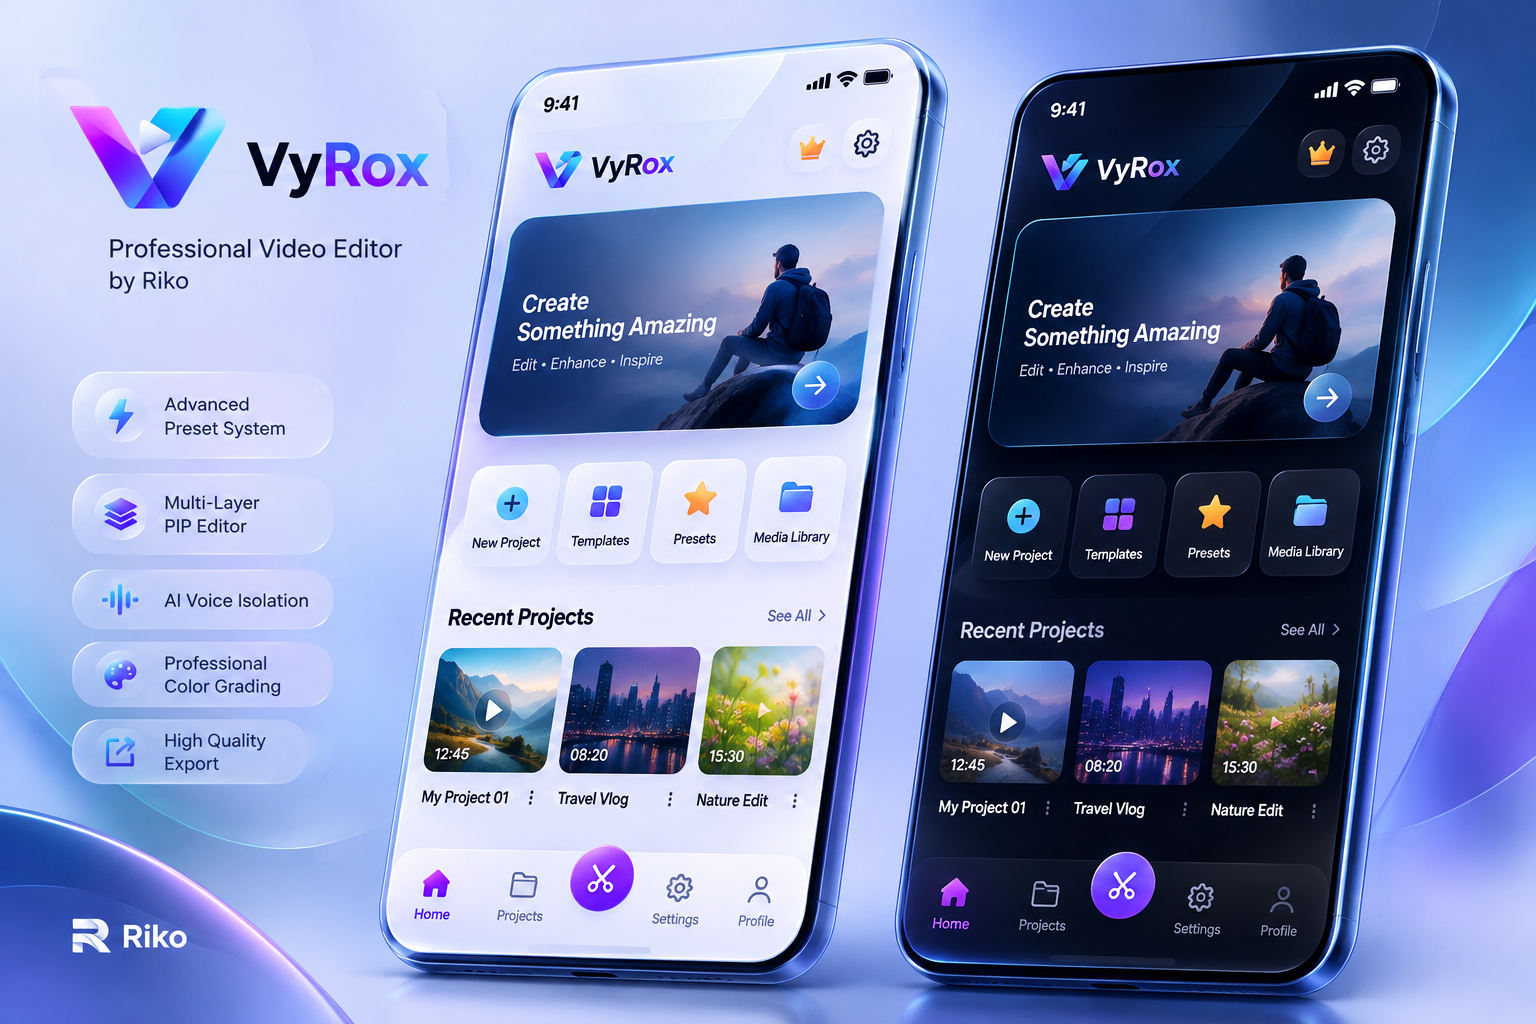 VyRox
Professional Video Editor
by Riko
Advanced
Preset System
Multi-Layer
PIP Editor
AI Voice Isolation
Professional
Color Grading
High Quality
Export
Riko
9:41
VyRox
Create
Something Amazing
Edit • Enhance • Inspire
New Project
Templates
Presets
Media Library
Recent Projects
See All >
12:45
08:20
15:30
My Project 01
Travel Vlog
Nature Edit
Home
Projects
Settings
Profile
9:41
VyRox
Create
Something Amazing
Edit • Enhance • Inspire
New Project
Templates
Presets
Media Library
Recent Projects
See All >
12:45
08:20
15:30
My Project 01
Travel Vlog
Nature Edit
Home
Projects
Settings
Profile